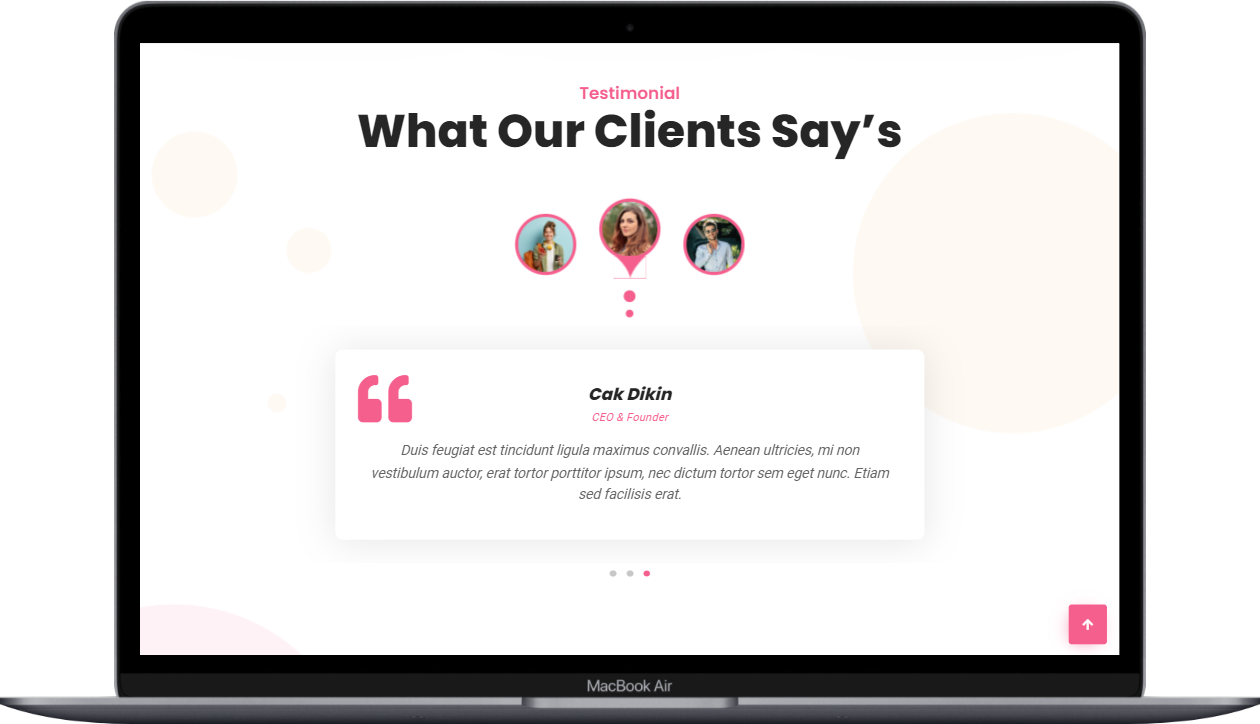 Testimonial
What Our Clients Say’s
Cak Dikin
CEO & Founder
Duis feugiat est tincidunt ligula maximus convallis. Aenean ultricies, mi non
vestibulum auctor, erat tortor porttitor ipsum, nec dictum tortor sem eget nunc. Etiam
sed facilisis erat.
MacBook Air